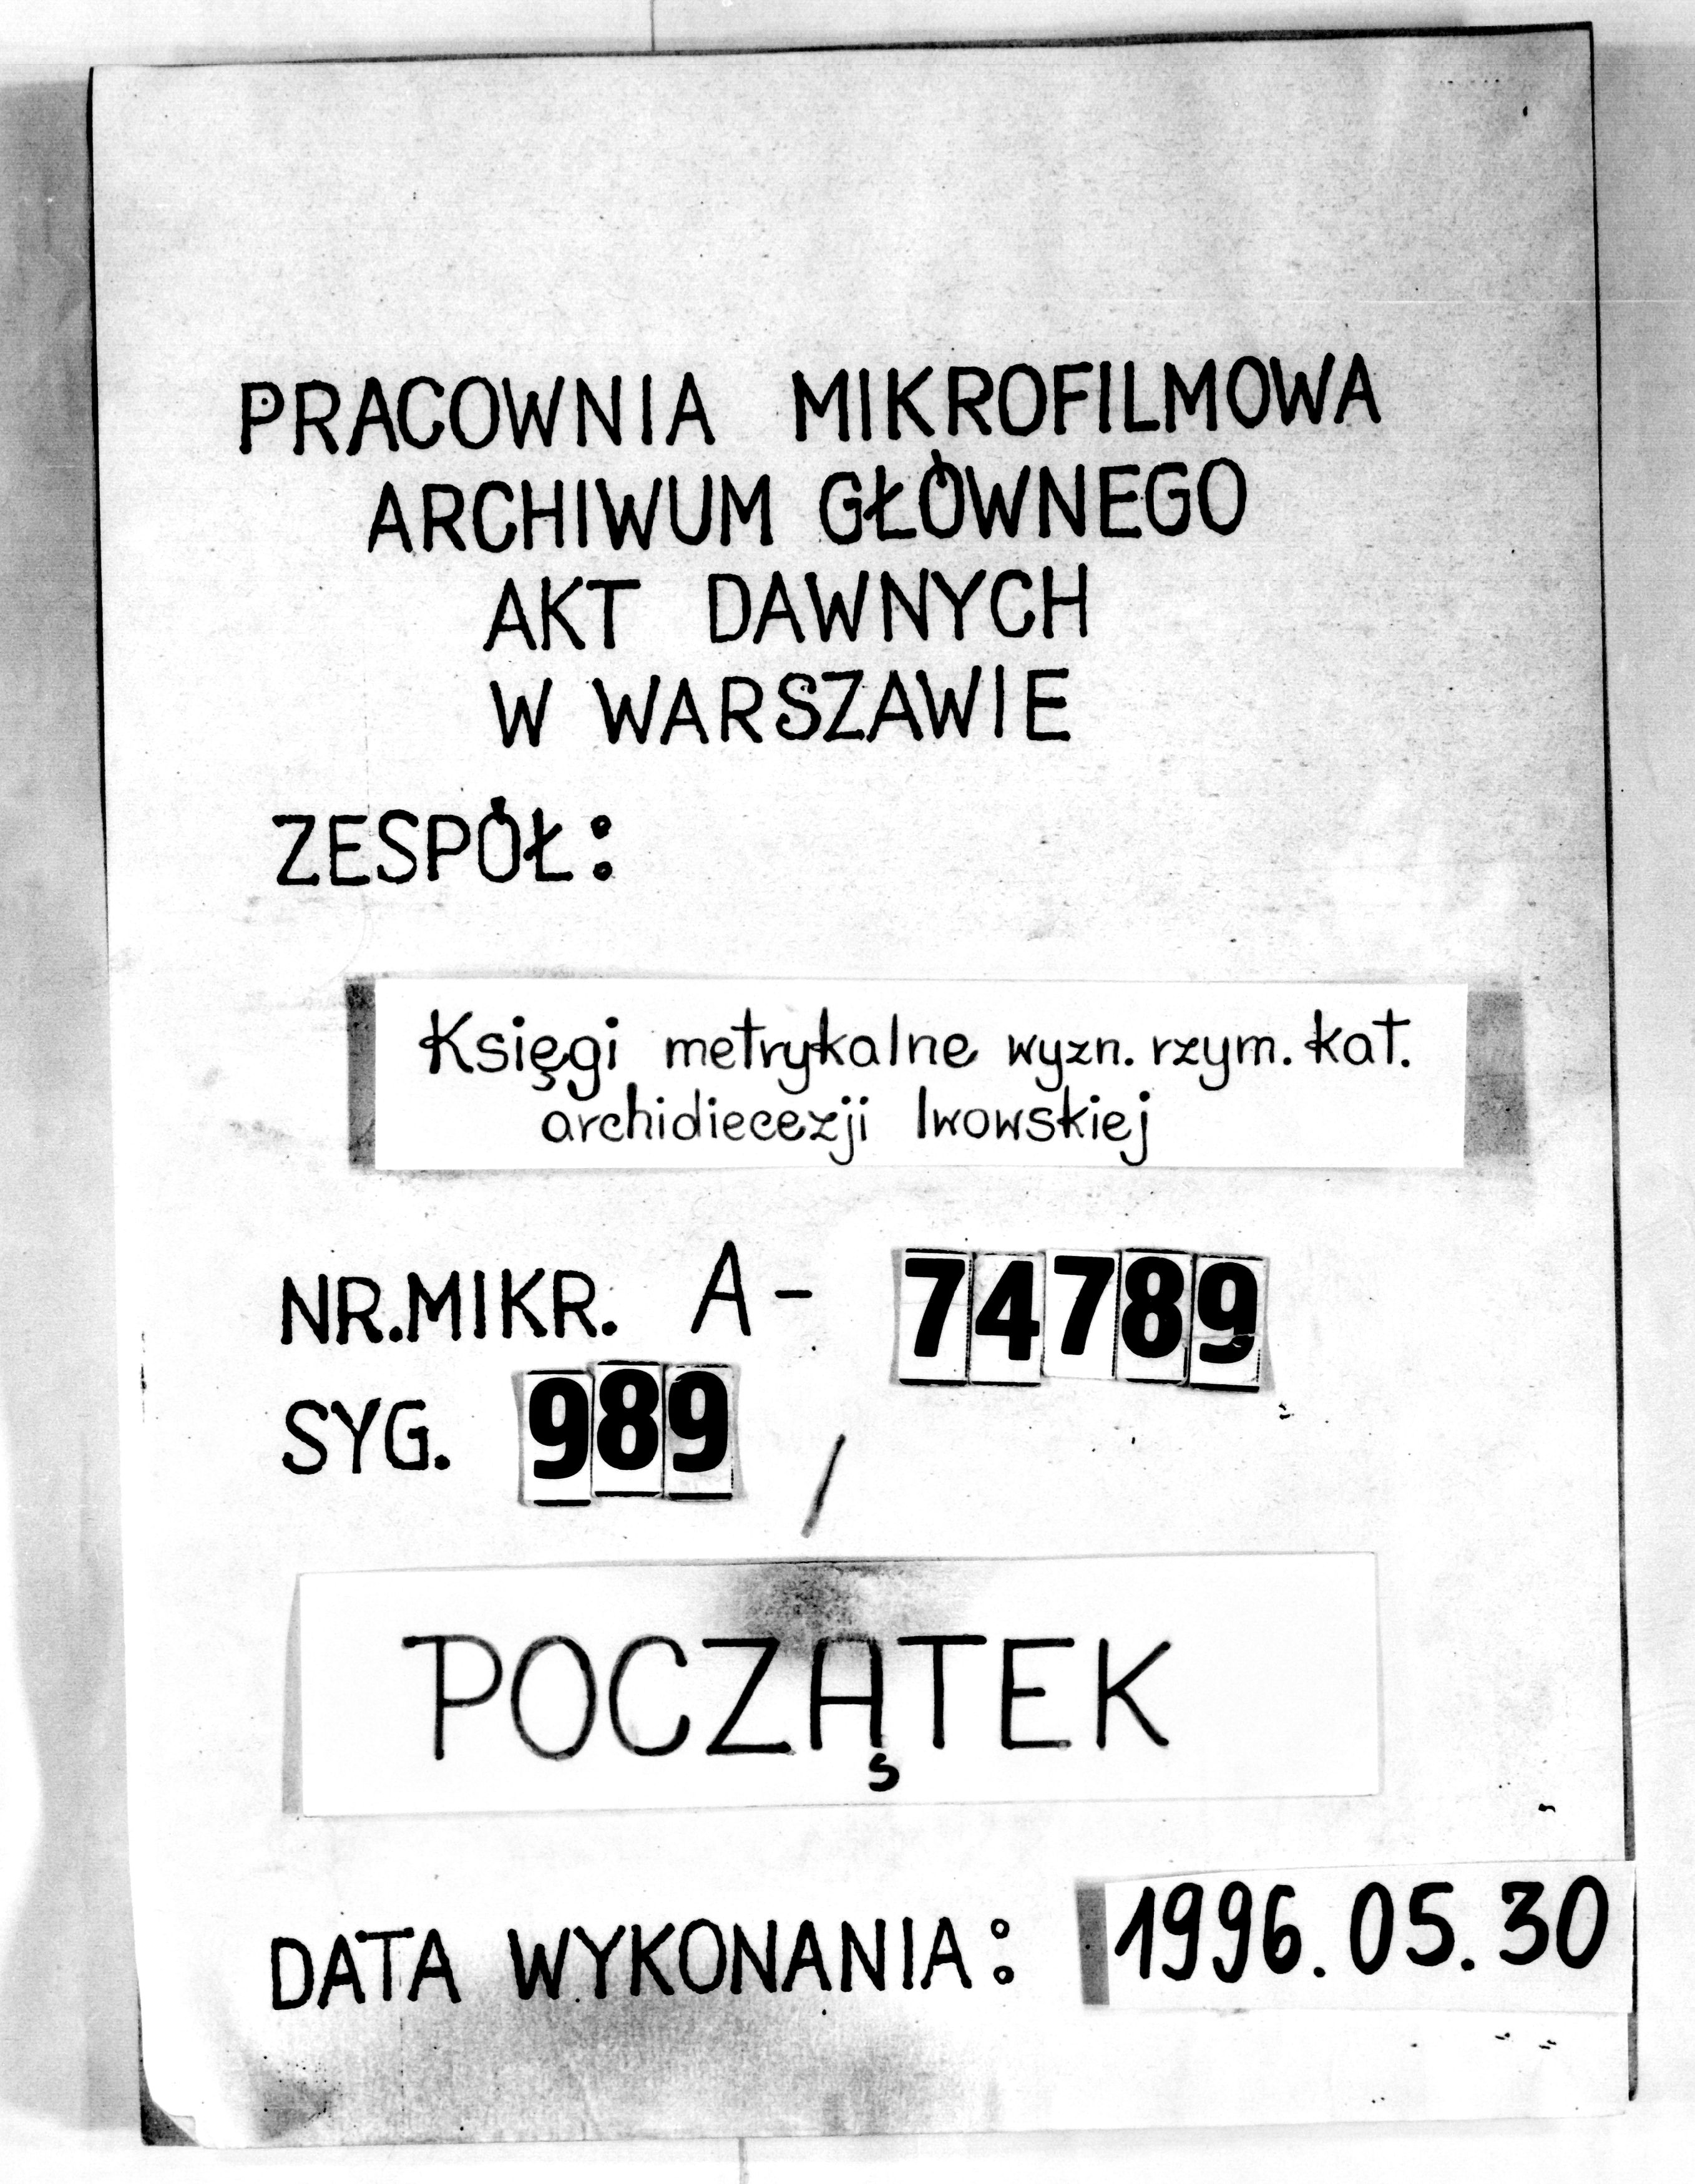 PRACOWNIA MIKROFILMOWA
ARCHIWUM GŁÓWNEGO
AKT DAWNYCH
W WARSZAWIE
ZESPÓŁ:
Księgi metrykalne wyzn. rzym. kat.
archidiecezji lwowskiej
NR. MIKR. A- 74789
SYG. 989 /
POCZĄTEK
DATA WYKONANIA: 1996.05.30